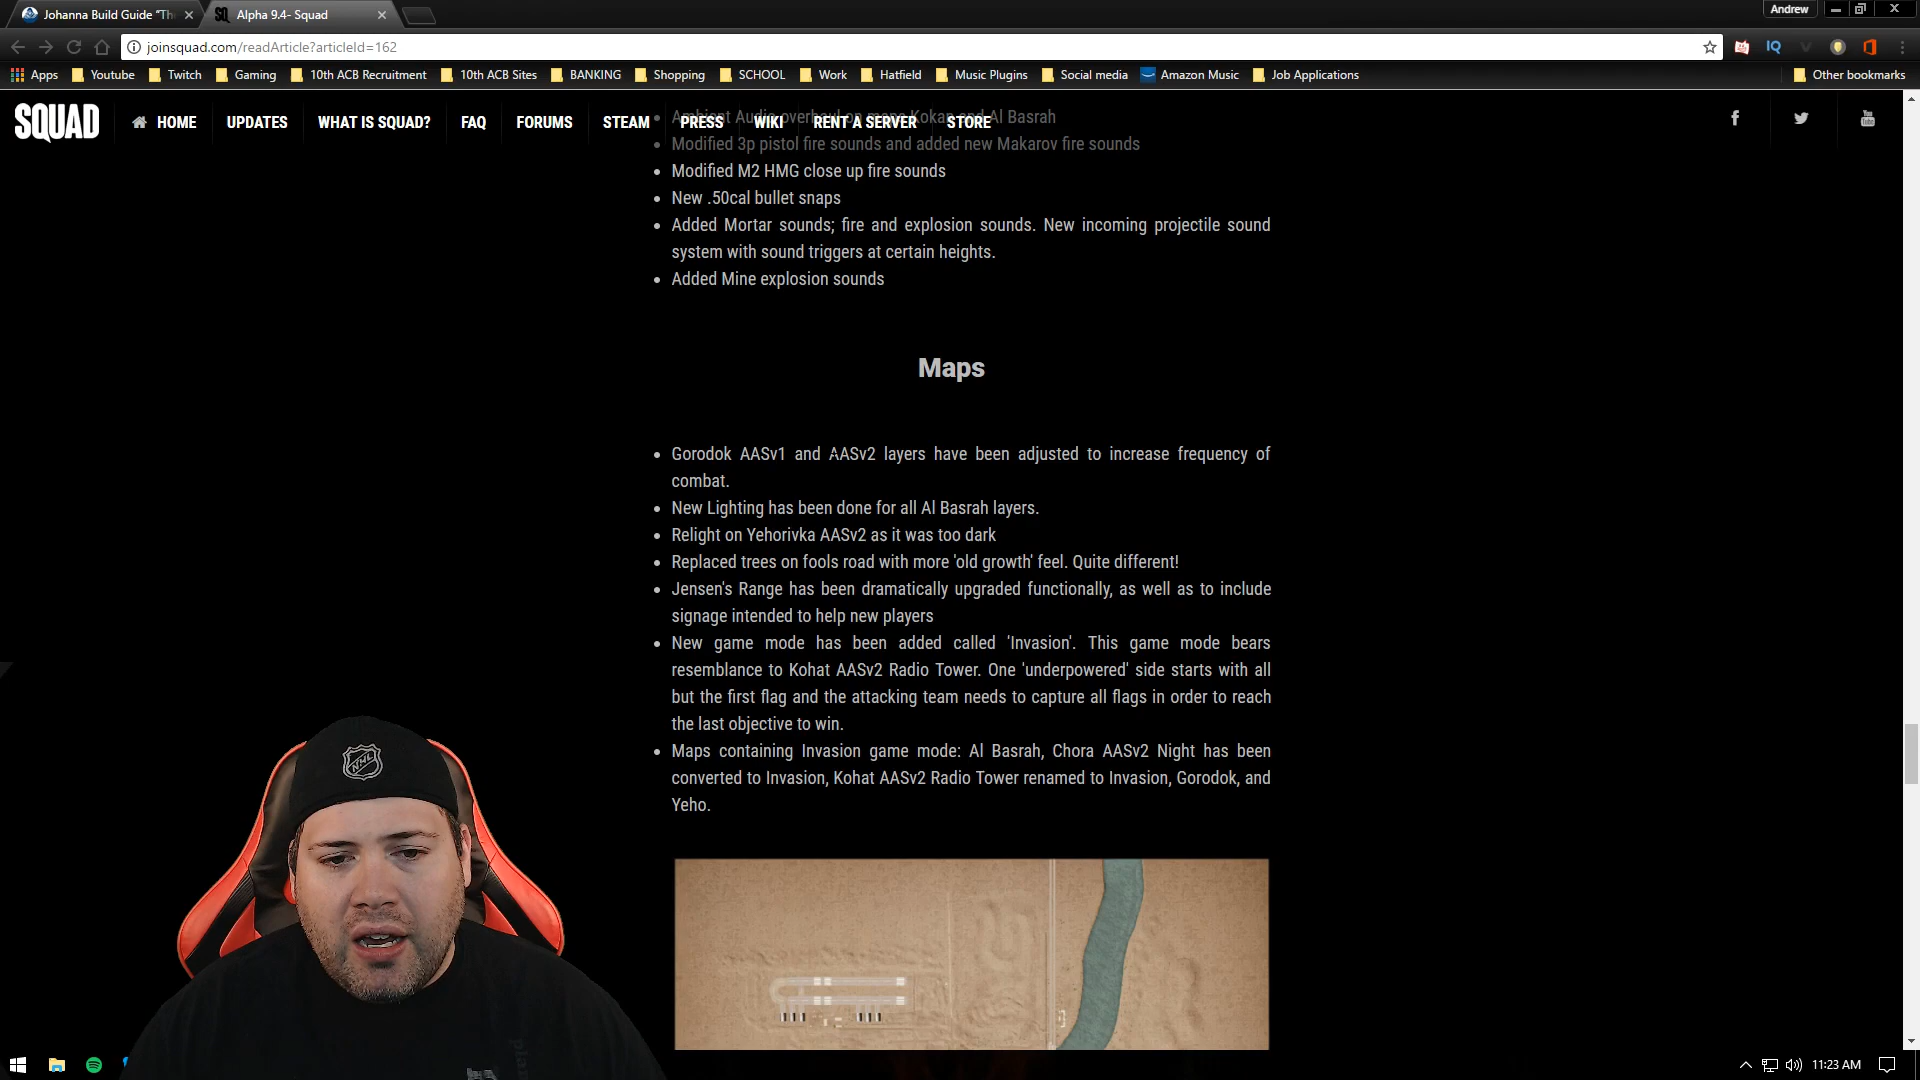 Johanna Build Guide "Th
Alpha 9.4- Squad
Andrew
joinsquad.com/readArticle?articleId=162
Apps
Youtube
Twitch
Gaming
10th ACB Recruitment
10th ACB Sites
BANKING
Shopping
SCHOOL
Work
Hatfield
Music Plugins
Social media
Amazon Music
Job Applications
Other bookmarks
SQUAD
HOME
UPDATES
WHAT IS SQUAD?
FAQ
FORUMS
STEAM
PRESS
WIKI
RENT A SERVER
STORE
Ambient Audio overhaul on maps Kokan and Al Basrah
Modified 3p pistol fire sounds and added new Makarov fire sounds
Modified M2 HMG close up fire sounds
New .50cal bullet snaps
Added Mortar sounds; fire and explosion sounds. New incoming projectile sound
system with sound triggers at certain heights.
Added Mine explosion sounds
Maps
Gorodok AASv1 and AASv2 layers have been adjusted to increase frequency of
combat.
New Lighting has been done for all Al Basrah layers.
Relight on Yehorivka AASv2 as it was too dark
Replaced trees on fools road with more 'old growth' feel. Quite different!
Jensen's Range has been dramatically upgraded functionally, as well as to include
signage intended to help new players
New game mode has been added called 'Invasion'. This game mode bears
resemblance to Kohat AASv2 Radio Tower. One 'underpowered' side starts with all
but the first flag and the attacking team needs to capture all flags in order to reach
the last objective to win.
Maps containing Invasion game mode: Al Basrah, Chora AASv2 Night has been
converted to Invasion, Kohat AASv2 Radio Tower renamed to Invasion, Gorodok, and
Yeho.
NHL
11:23 AM